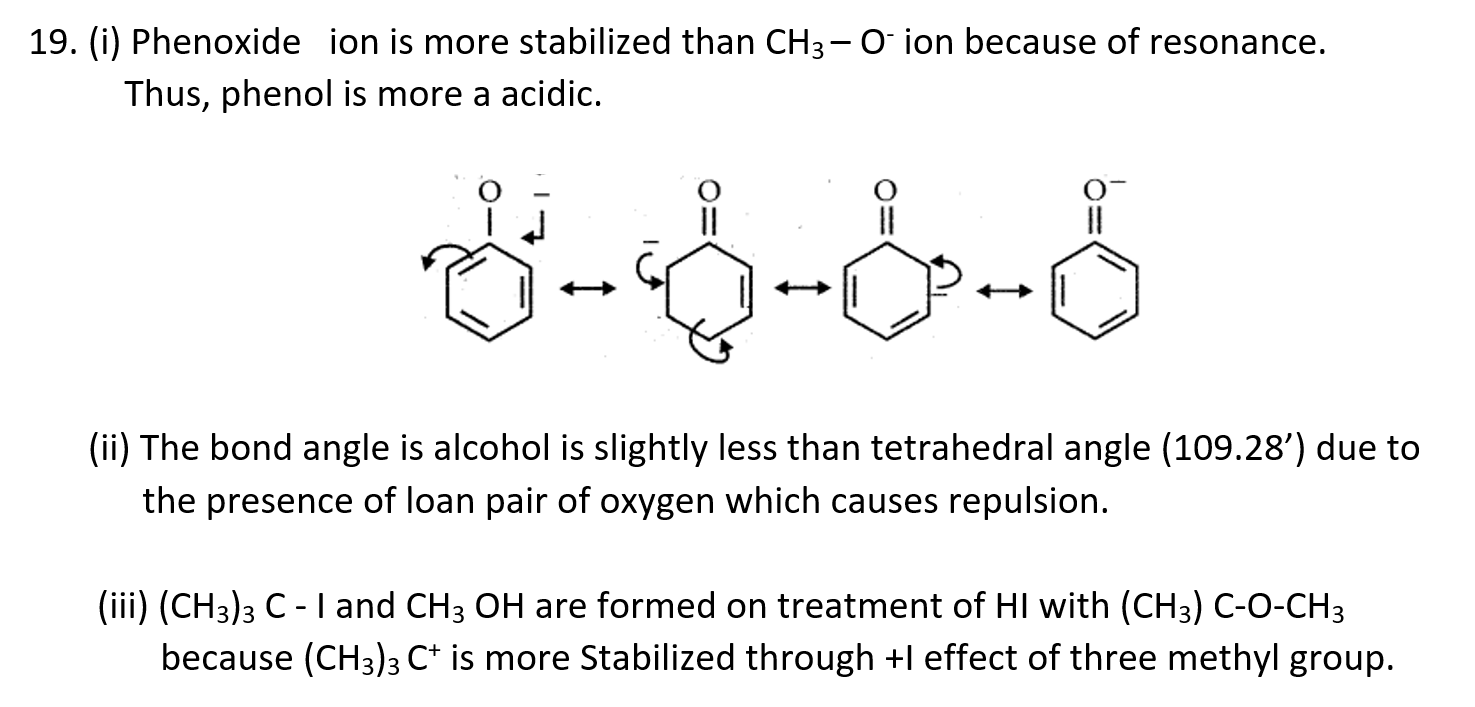 19. (i) Phenoxide ion is more stabilized than CH₃ – O⁻ ion because of resonance.
Thus, phenol is more a acidic.
O⁻ O O O⁻
(ii) The bond angle is alcohol is slightly less than tetrahedral angle (109.28′) due to
the presence of loan pair of oxygen which causes repulsion.
(iii) (CH₃)₃ C - I and CH₃ OH are formed on treatment of HI with (CH₃) C-O-CH₃
because (CH₃)₃ C⁺ is more Stabilized through +I effect of three methyl group.